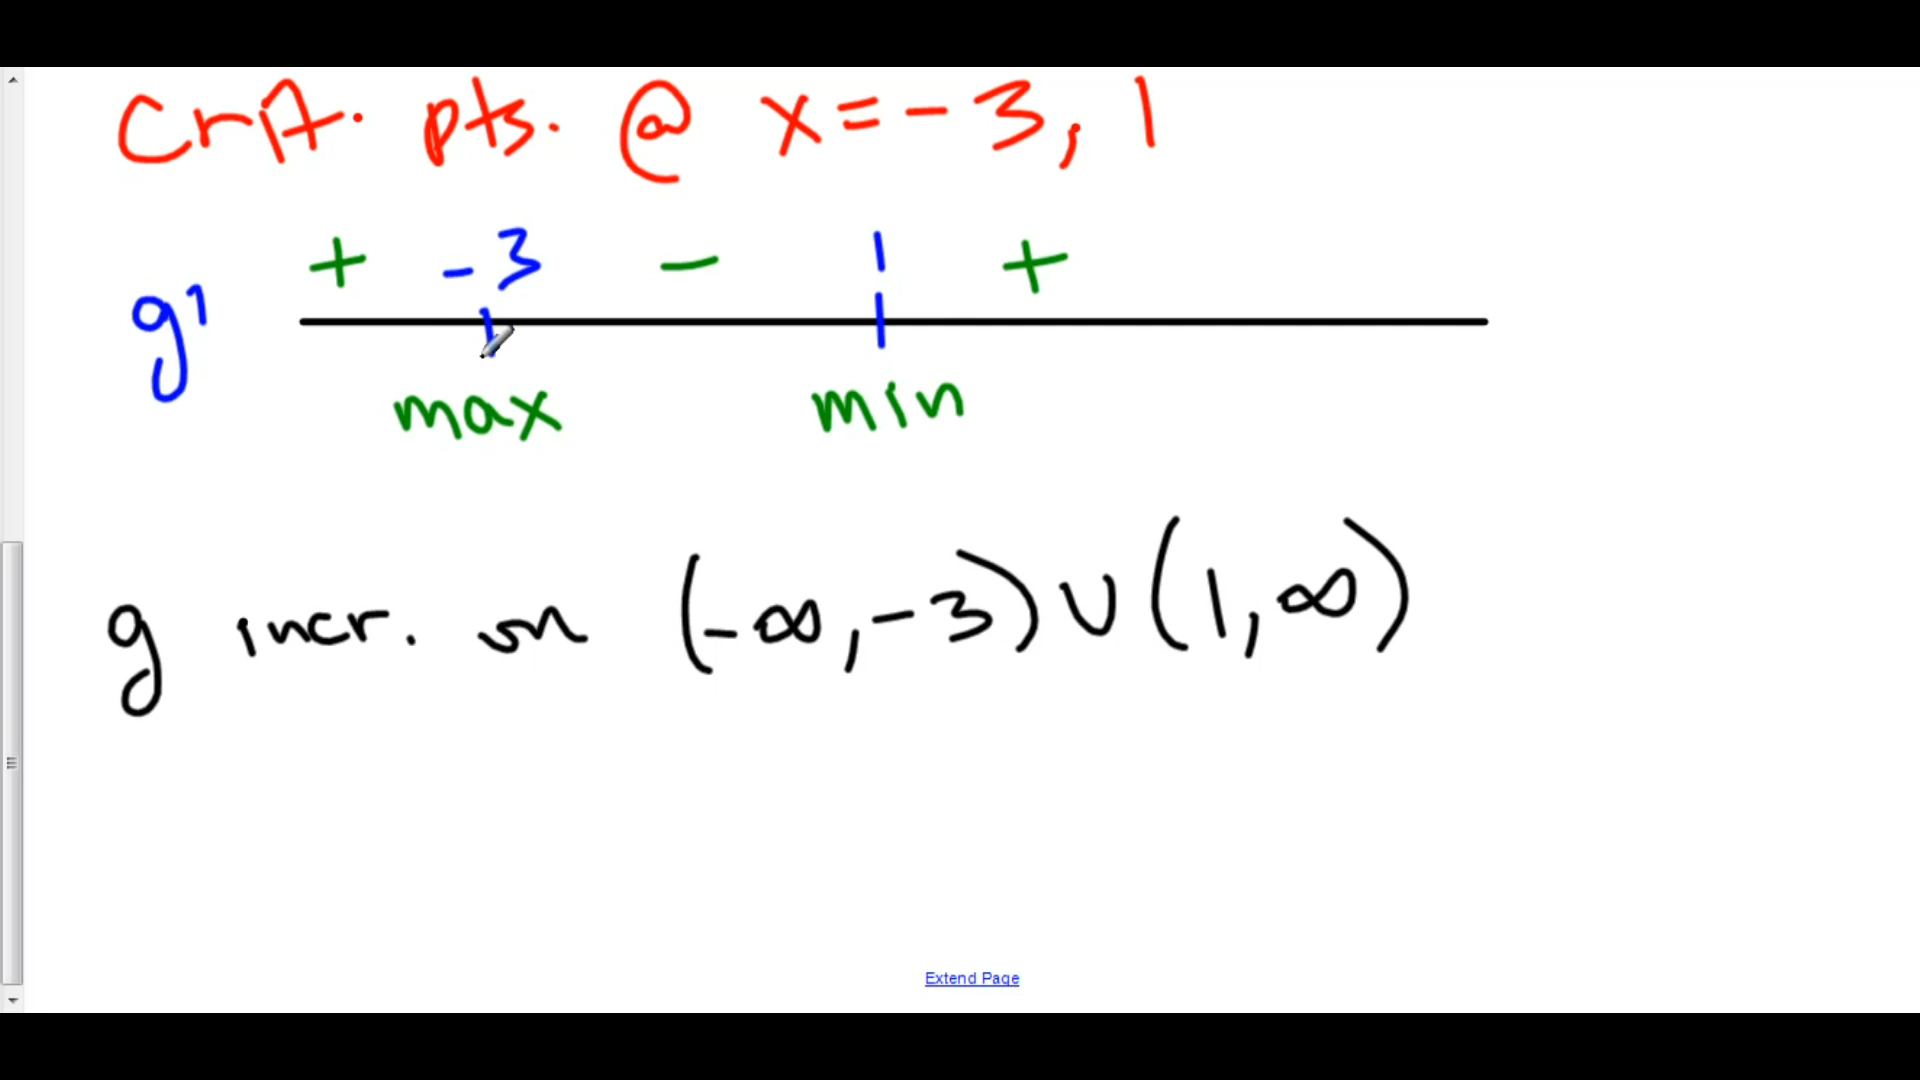 Crit. pts. @ x = -3, 1
+ -3 - 1 +
g'
max min
g incr. on (-∞, -3) ∪ (1, ∞)
Extend Page